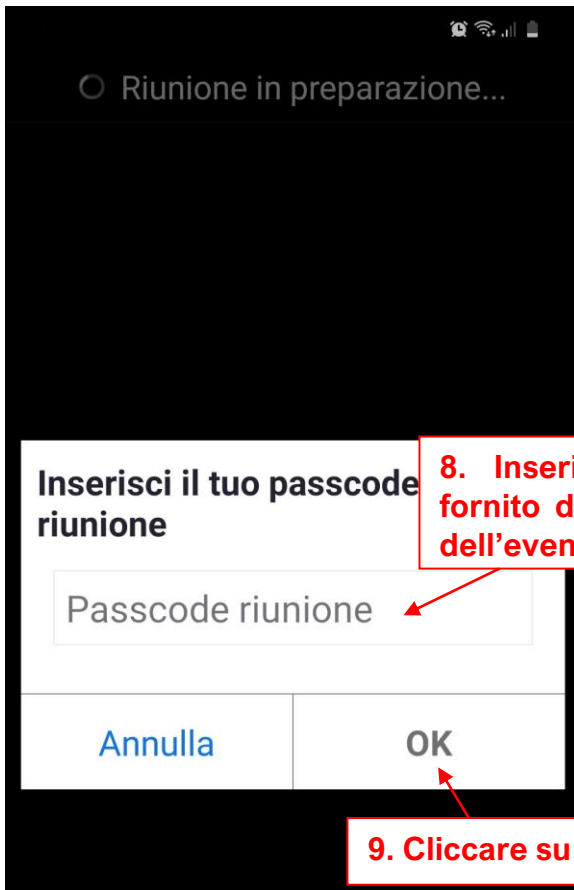 Riunione in preparazione...
Inserisci il tuo passcode
riunione
8. Inseri
fornito d
dell'even
Passcode riunione
Annulla
OK
9. Cliccare su